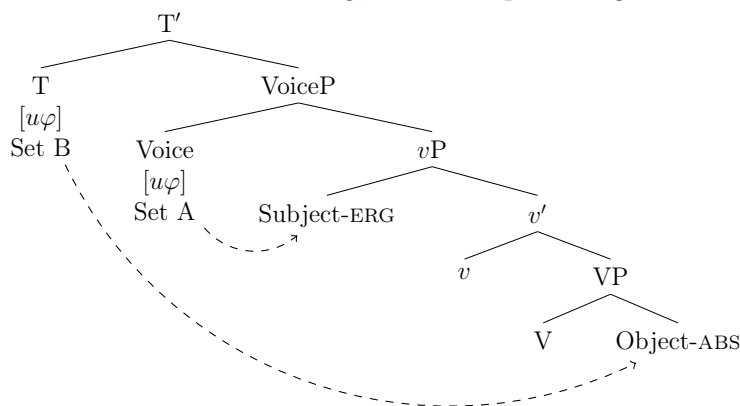 T′
T VoiceP
[uφ]
Set B Voice vP
[uφ]
Set A Subject-ERG v′
v VP
V Object-ABS